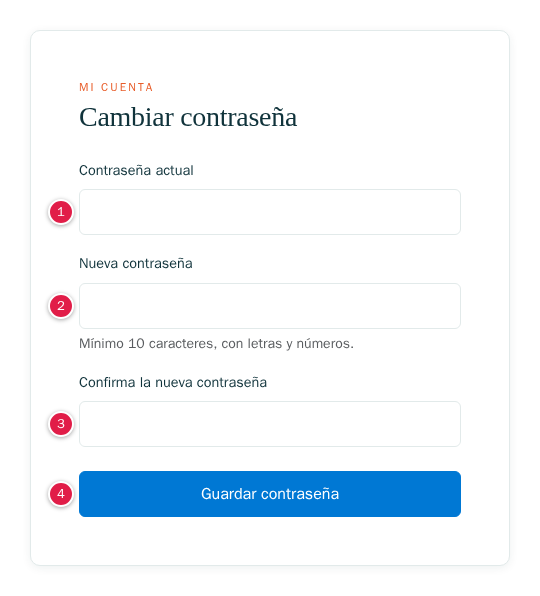 MI CUENTA
Cambiar contraseña
Contraseña actual
1
Nueva contraseña
2
Mínimo 10 caracteres, con letras y números.
Confirma la nueva contraseña
3
4 Guardar contraseña